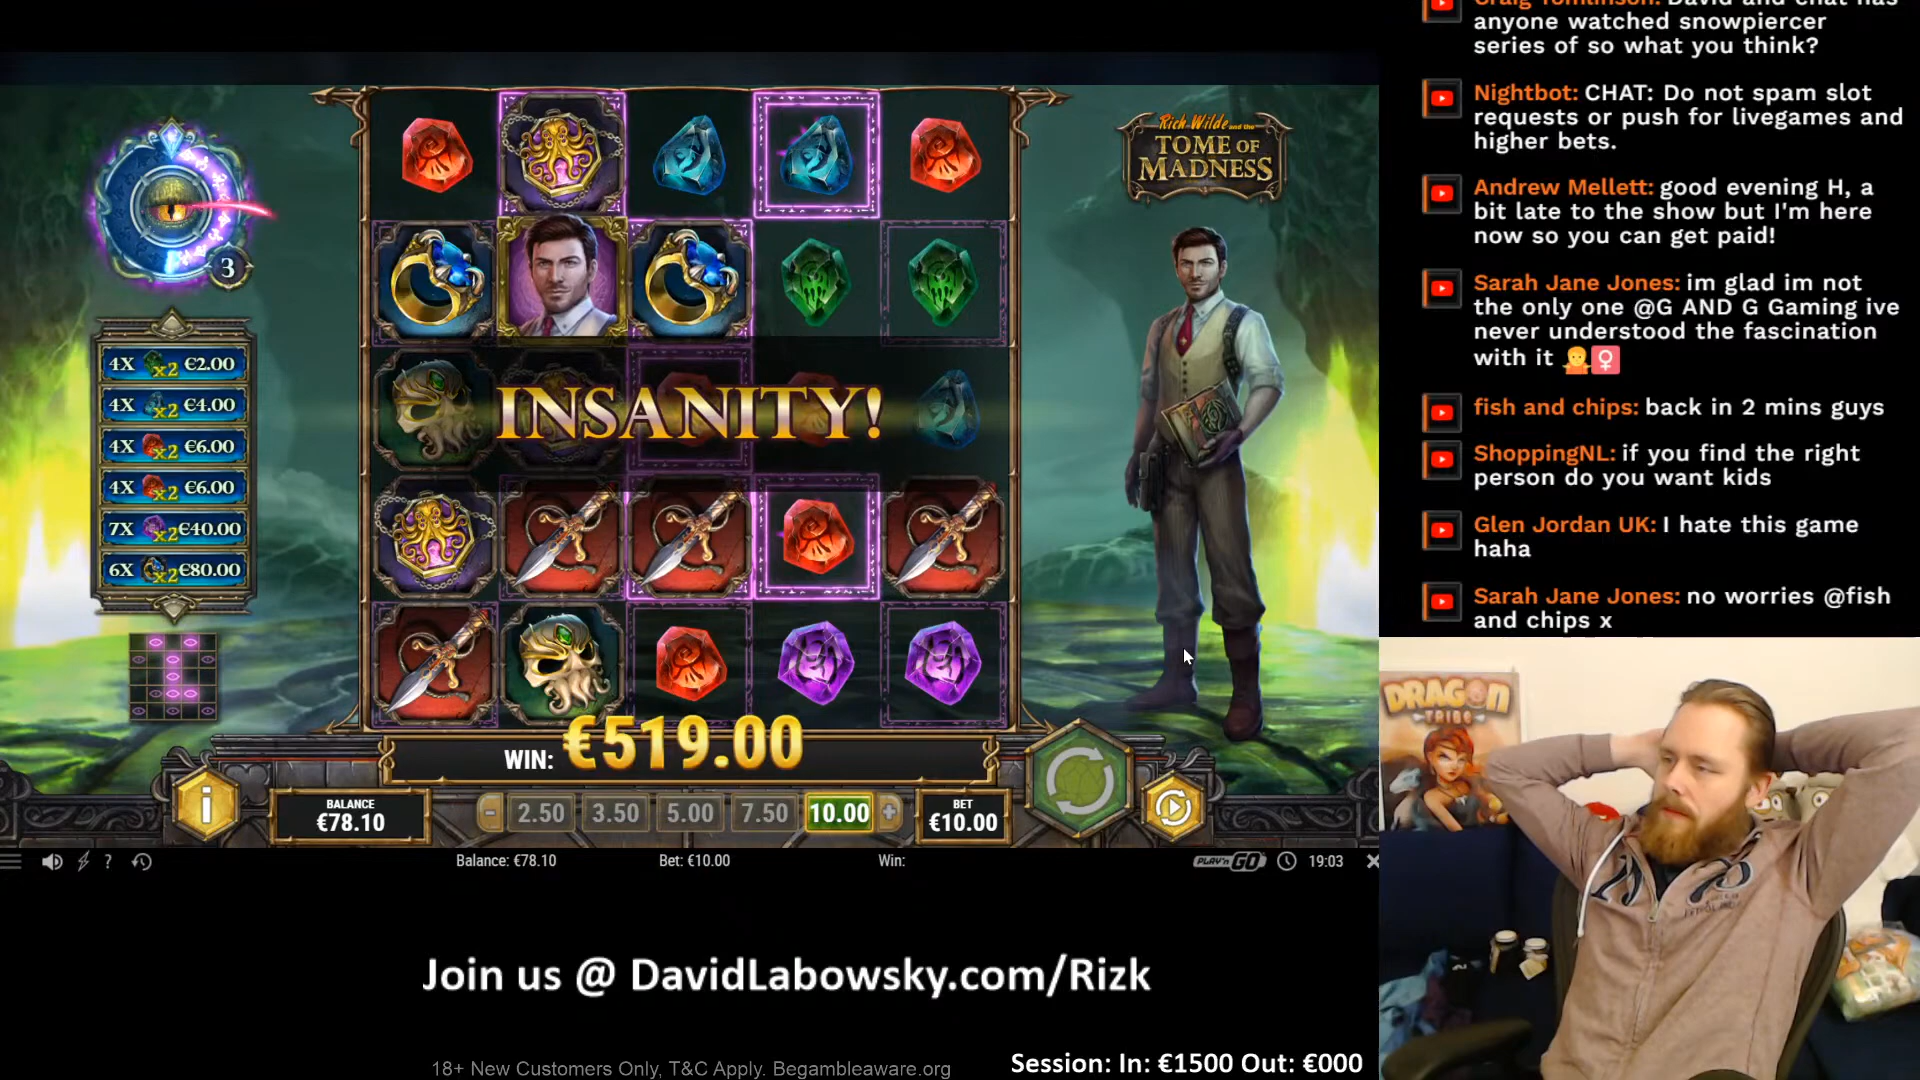 Rich Wilde and the
TOME OF
MADNESS
3
4X x2 €2.00
4X x2 €4.00
4X x2 €6.00
4X x2 €6.00
7X x2 €40.00
6X x2 €80.00
INSANITY!
WIN: €519.00
BALANCE
€78.10
- 2.50 3.50 5.00 7.50 10.00 +
BET
€10.00
? Balance: €78.10 Bet: €10.00 Win: PLAY'n GO 19:03
Join us @ DavidLabowsky.com/Rizk
18+ New Customers Only, T&C Apply. Begambleaware.org
Session: In: €1500 Out: €000
Craig Tomlinson: David and chat has
anyone watched snowpiercer
series of so what you think?
Nightbot: CHAT: Do not spam slot
requests or push for livegames and
higher bets.
Andrew Mellett: good evening H, a
bit late to the show but I'm here
now so you can get paid!
Sarah Jane Jones: im glad im not
the only one @G AND G Gaming ive
never understood the fascination
with it
fish and chips: back in 2 mins guys
ShoppingNL: if you find the right
person do you want kids
Glen Jordan UK: I hate this game
haha
Sarah Jane Jones: no worries @fish
and chips x
DRAGON
TRIBE